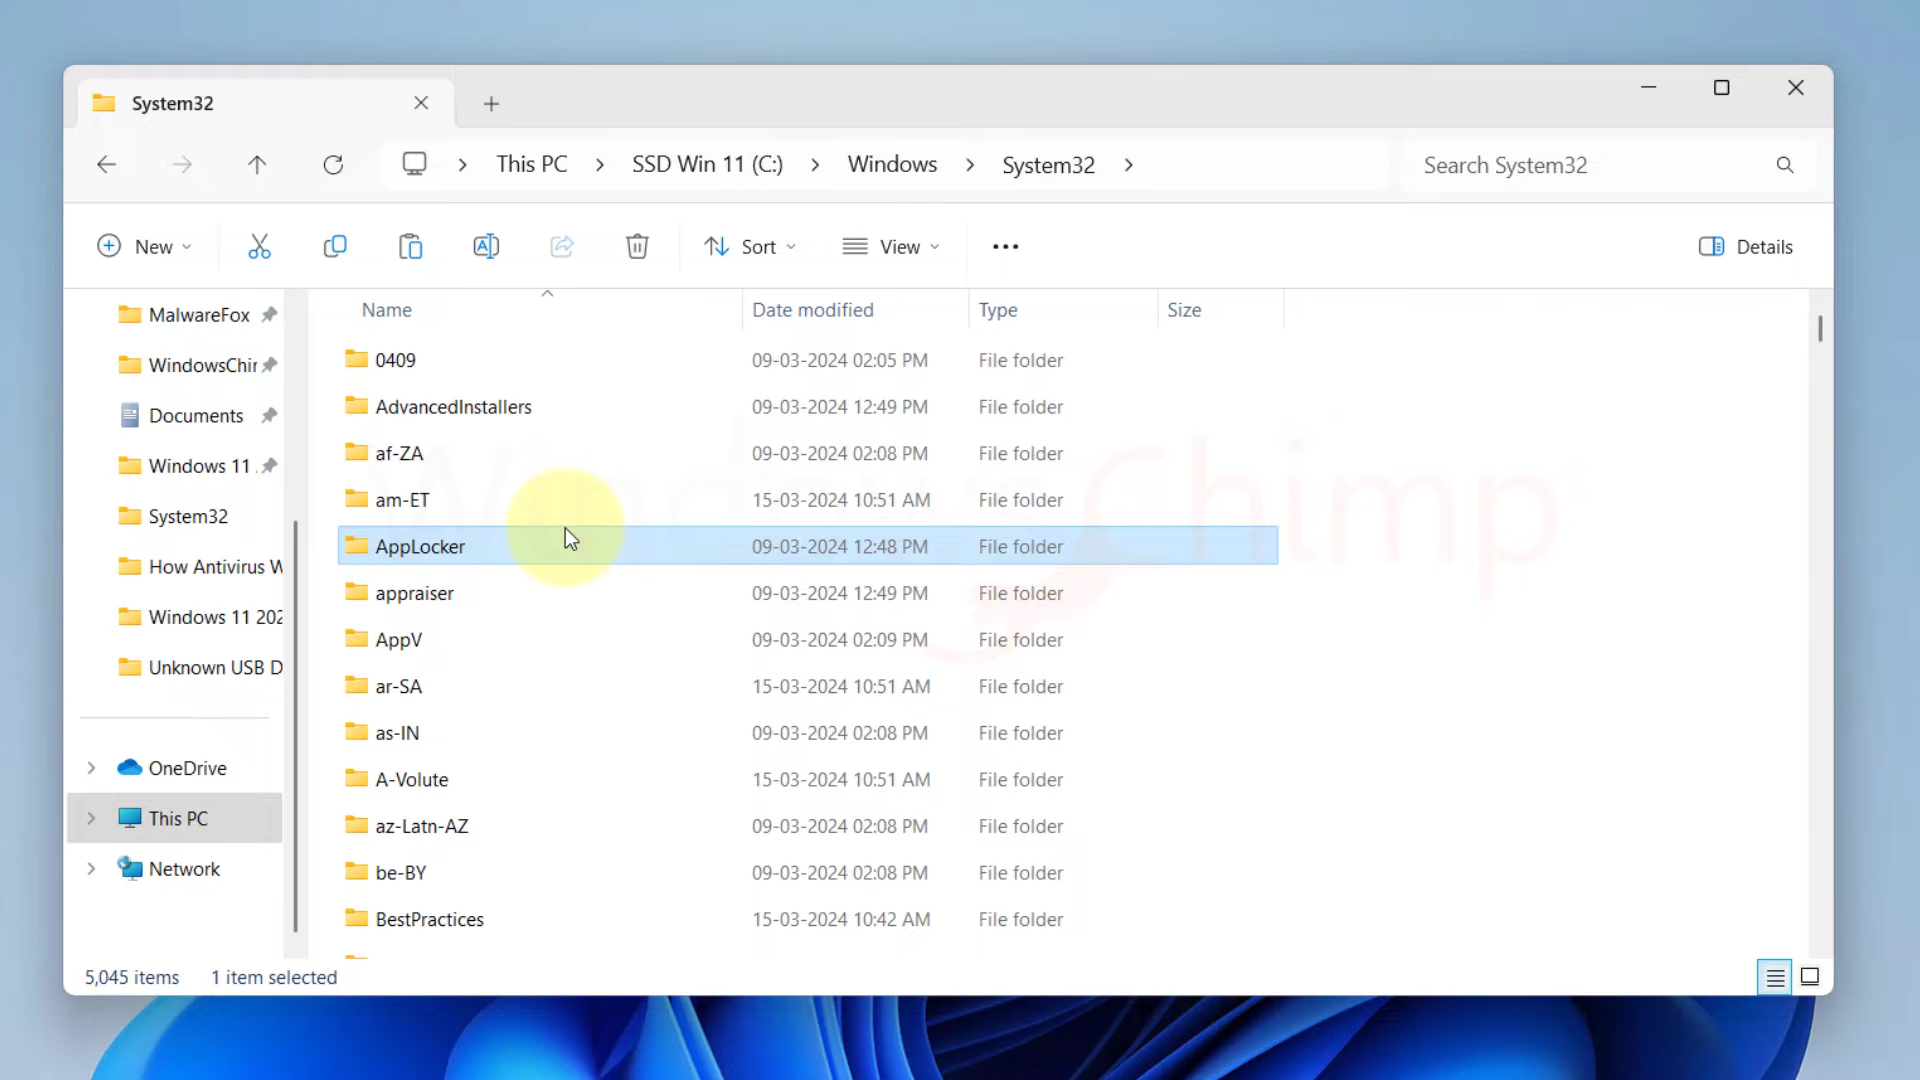 System32
This PC
SSD Win 11 (C:)
Windows
System32
Search System32
New
Sort
View
Details
MalwareFox
WindowsChir
Documents
Windows 11 .
System32
How Antivirus W
Windows 11 202
Unknown USB D
OneDrive
This PC
Network
Name Date modified Type Size
0409 09-03-2024 02:05 PM File folder
AdvancedInstallers 09-03-2024 12:49 PM File folder
af-ZA 09-03-2024 02:08 PM File folder
am-ET 15-03-2024 10:51 AM File folder
AppLocker 09-03-2024 12:48 PM File folder
appraiser 09-03-2024 12:49 PM File folder
AppV 09-03-2024 02:09 PM File folder
ar-SA 15-03-2024 10:51 AM File folder
as-IN 09-03-2024 02:08 PM File folder
A-Volute 15-03-2024 10:51 AM File folder
az-Latn-AZ 09-03-2024 02:08 PM File folder
be-BY 09-03-2024 02:08 PM File folder
BestPractices 15-03-2024 10:42 AM File folder
WindowsChimp
5,045 items 1 item selected